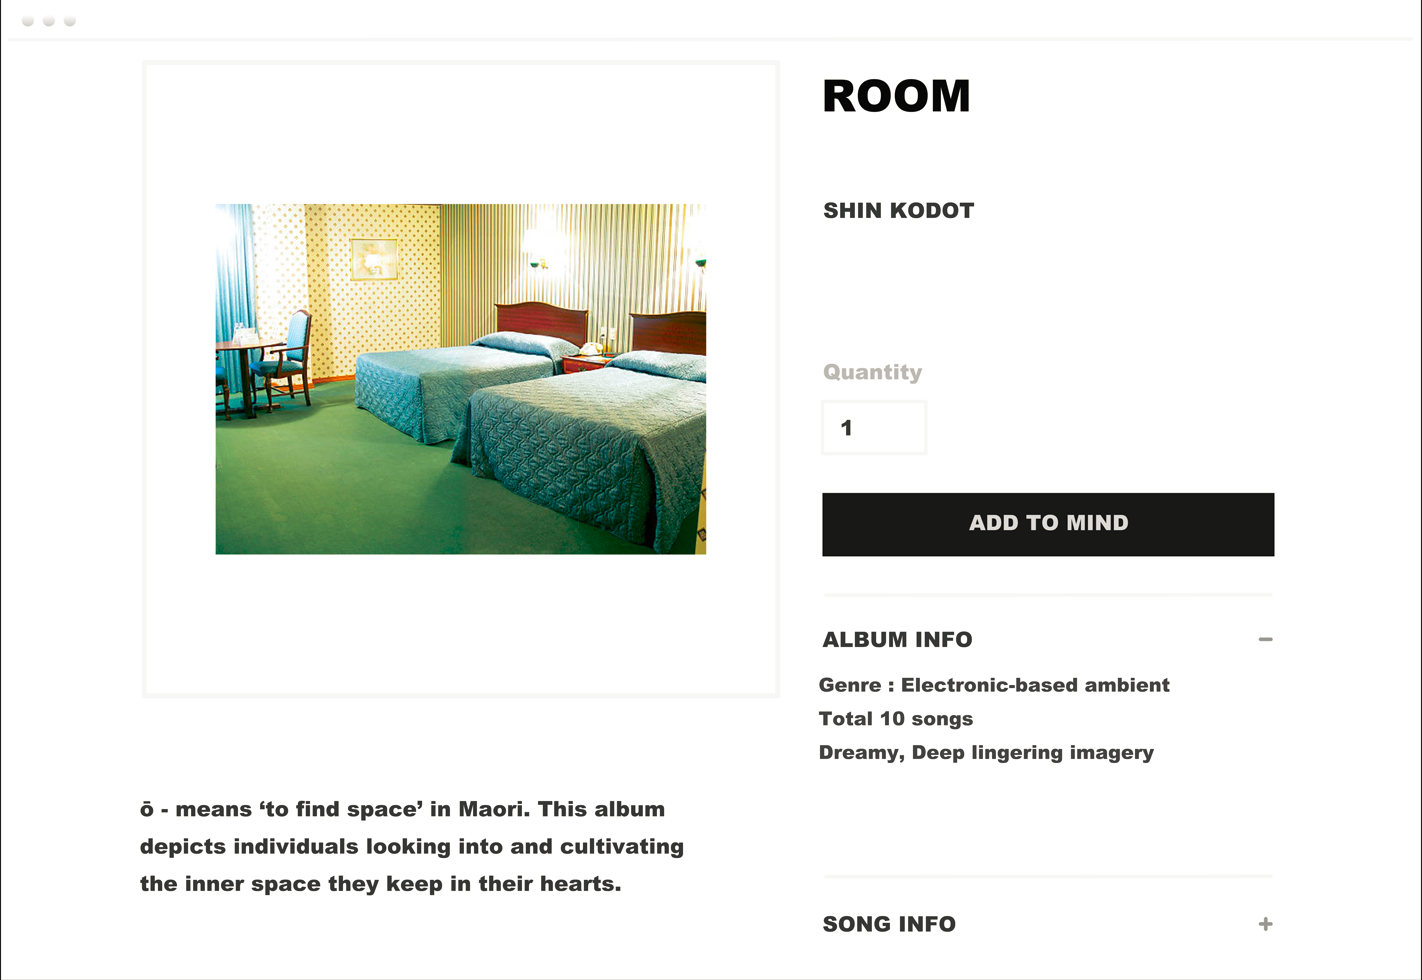 ROOM
SHIN KODOT
Quantity
1
ADD TO MIND
ALBUM INFO −
Genre : Electronic-based ambient
Total 10 songs
Dreamy, Deep lingering imagery
ō - means ‘to find space’ in Maori. This album
depicts individuals looking into and cultivating
the inner space they keep in their hearts.
SONG INFO +